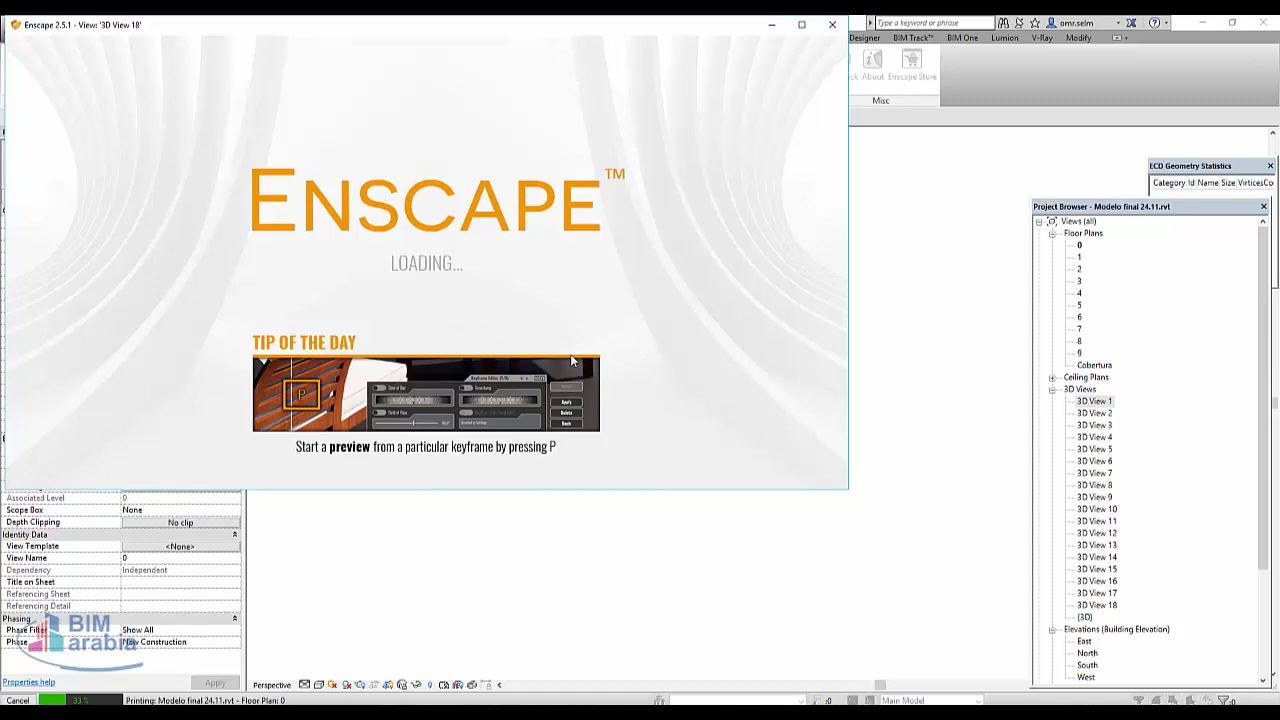 Enscape 2.5.1 - View: '3D View 18'
Type a keyword or phrase
omr.selm
Designer
BIM Track™
BIM One
Lumion
V-Ray
Modify
About
Enscape Store
Misc
ENSCAPE™
LOADING...
TIP OF THE DAY
P
Start a preview from a particular keyframe by pressing P
ECD Geometry Statistics
Category Id Name Size VirticesCo
Project Browser - Modelo final 24.11.rvt
Views (all)
Floor Plans
0
1
2
3
4
5
6
7
8
9
Cobertura
Ceiling Plans
3D Views
3D View 1
3D View 2
3D View 3
3D View 4
3D View 5
3D View 6
3D View 7
3D View 8
3D View 9
3D View 10
3D View 11
3D View 12
3D View 13
3D View 14
3D View 15
3D View 16
3D View 17
3D View 18
{3D}
Elevations (Building Elevation)
East
North
South
West
Associated Level 0
Scope Box None
Depth Clipping No clip
Identity Data
View Template <None>
View Name 0
Dependency Independent
Title on Sheet
Referencing Sheet
Referencing Detail
Phasing
Phase Filter Show All
Phase New Construction
BIM
arabia
Properties help
Apply
Perspective
Cancel
33 %
Printing: Modelo final 24.11.rvt - Floor Plan: 0
:0
Main Model
:0